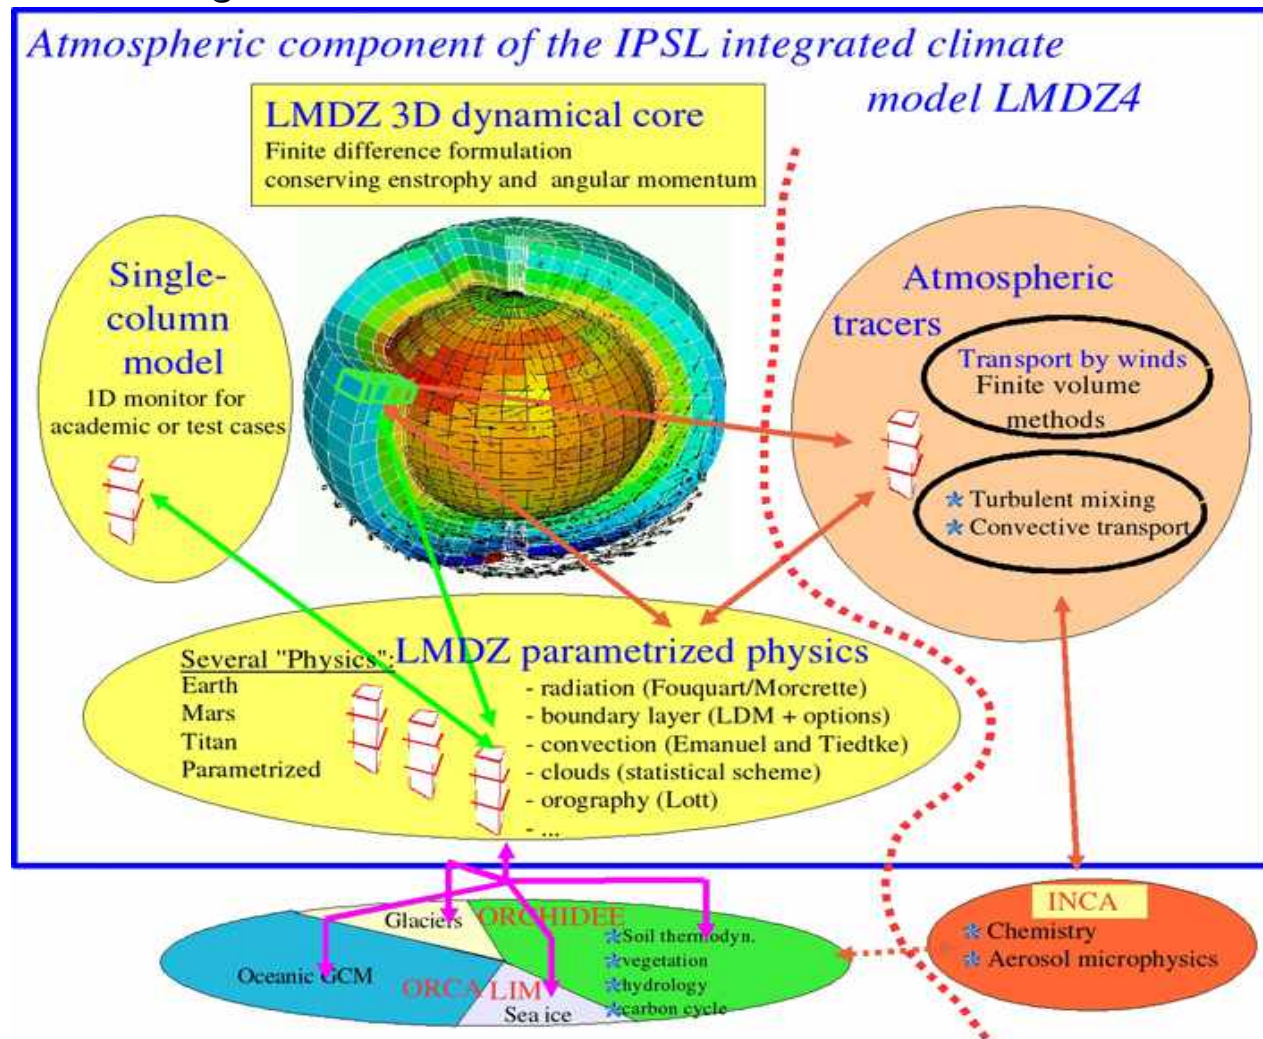 Atmospheric component of the IPSL integrated climate
model LMDZ4
LMDZ 3D dynamical core
Finite difference formulation
conserving enstrophy and angular momentum
Single-
column
model
1D monitor for
academic or test cases
Atmospheric
tracers
Transport by winds
Finite volume
methods
Turbulent mixing
Convective transport
LMDZ parametrized physics
Several "Physics":
Earth
Mars
Titan
Parametrized
- radiation (Fouquart/Morcrette)
- boundary layer (LDM + options)
- convection (Emanuel and Tiedtke)
- clouds (statistical scheme)
- orography (Lott)
- ...
Glaciers
ORCHIDEE
Soil thermodyn.
vegetation
hydrology
carbon cycle
Oceanic GCM
ORCA LIM
Sea ice
INCA
Chemistry
Aerosol microphysics